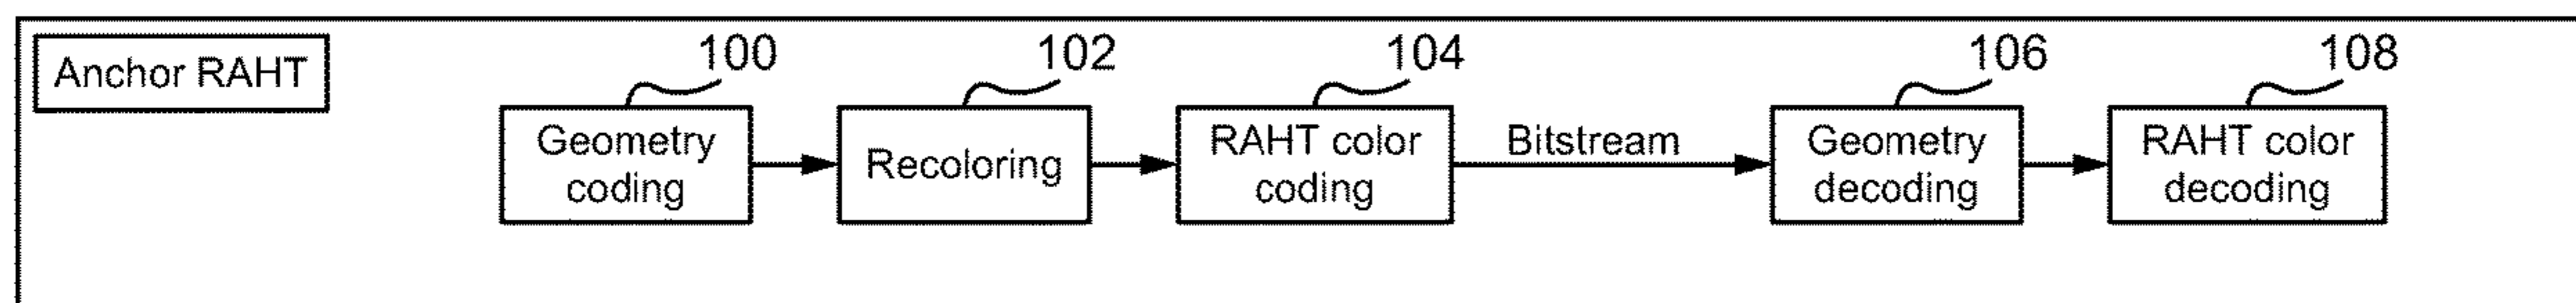 Anchor RAHT
100
102
104
106
108
Geometry
coding
Recoloring
RAHT color
coding
Bitstream
Geometry
decoding
RAHT color
decoding